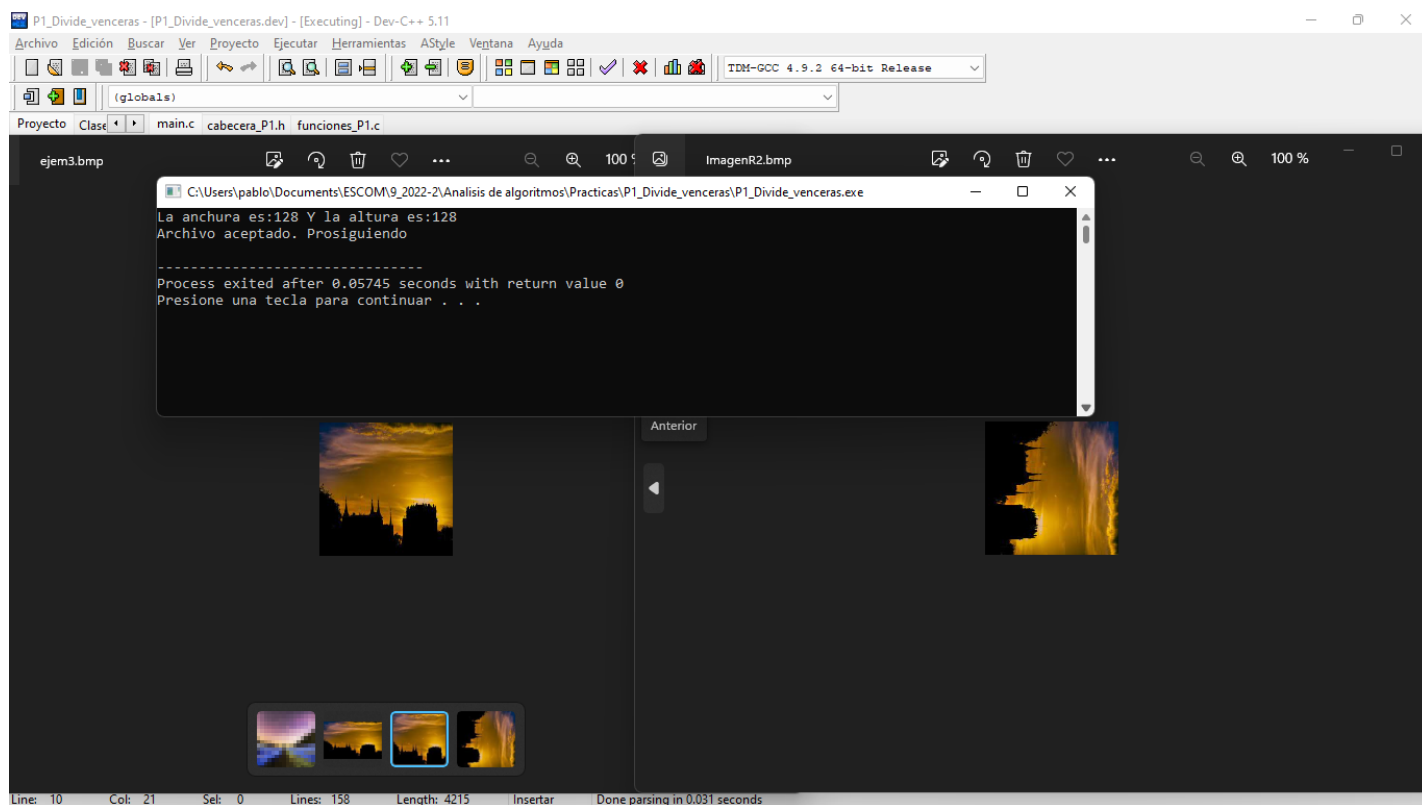 P1_Divide_venceras - [P1_Divide_venceras.dev] - [Executing] - Dev-C++ 5.11
Archivo Edición Buscar Ver Proyecto Ejecutar Herramientas AStyle Ventana Ayuda
TDM-GCC 4.9.2 64-bit Release
(globals)
Proyecto Clase main.c cabecera_P1.h funciones_P1.c
ejem3.bmp 100 % ImagenR2.bmp 100 %
C:\Users\pablo\Documents\ESCOM\9_2022-2\Analisis de algoritmos\Practicas\P1_Divide_venceras\P1_Divide_venceras.exe
La anchura es:128 Y la altura es:128
Archivo aceptado. Prosiguiendo
--------------------------------
Process exited after 0.05745 seconds with return value 0
Presione una tecla para continuar . . .
Anterior
Line: 10 Col: 21 Sel: 0 Lines: 158 Length: 4215 Insertar Done parsing in 0.031 seconds